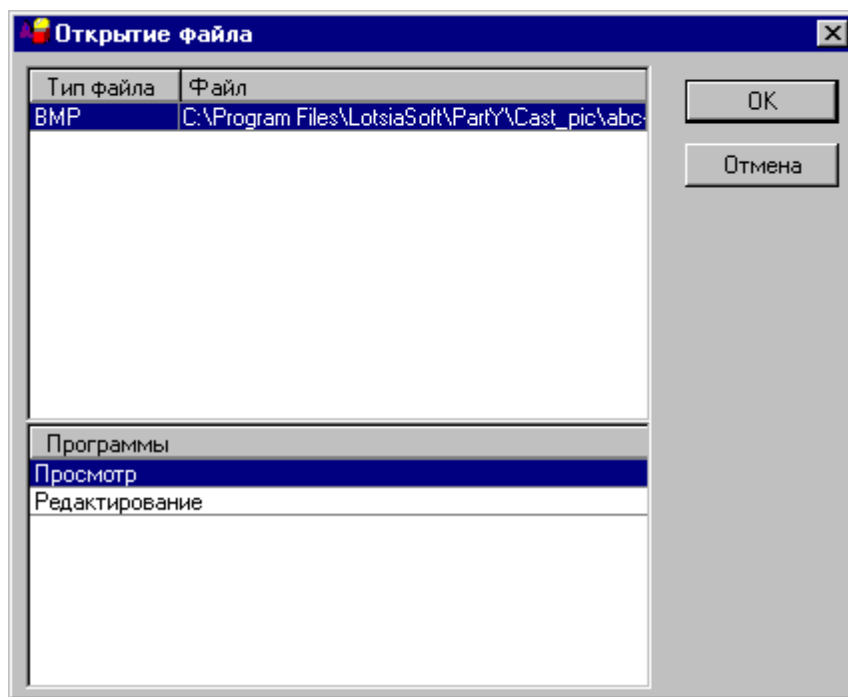 Открытие файла
Тип файла Файл
BMP C:\Program Files\LotsiaSoft\PartY\Cast_pic\abc-
OK
Отмена
Программы
Просмотр
Редактирование